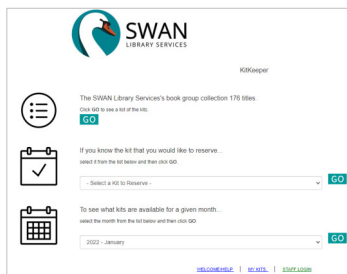 SWAN
LIBRARY SERVICES
KitKeeper
The SWAN Library Services's book group collection 176 titles.
Click GO to see a list of the kits.
GO
If you know the kit that you would like to reserve...
select it from the list below and then click GO.
- Select a Kit to Reserve -
GO
To see what kits are available for a given month...
select the month from the list below and then click GO.
2022 - January
GO
WELCOME/HELP | MY KITS | STAFF LOGIN